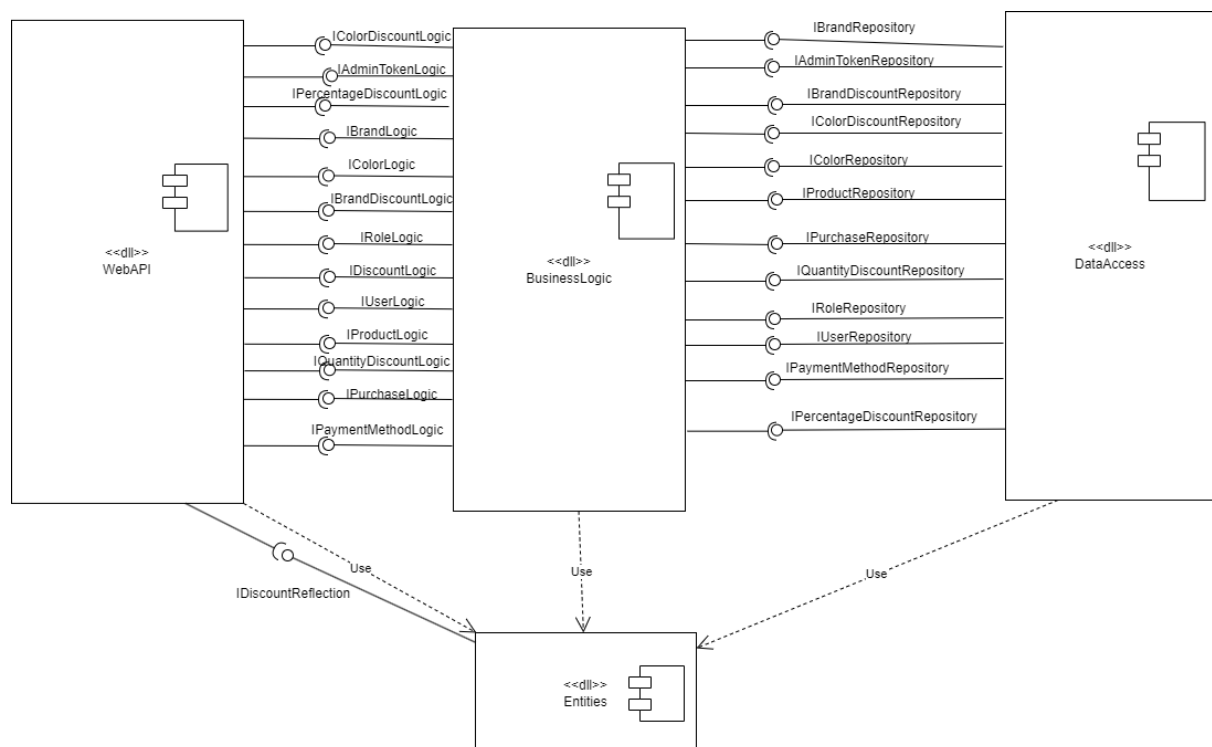 IColorDiscountLogic
IAdminTokenLogic
IPercentageDiscountLogic
IBrandLogic
IColorLogic
IBrandDiscountLogic
IRoleLogic
IDiscountLogic
IUserLogic
IProductLogic
IQuantityDiscountLogic
IPurchaseLogic
IPaymentMethodLogic
IBrandRepository
IAdminTokenRepository
IBrandDiscountRepository
IColorDiscountRepository
IColorRepository
IProductRepository
IPurchaseRepository
IQuantityDiscountRepository
IRoleRepository
IUserRepository
IPaymentMethodRepository
IPercentageDiscountRepository
<<dll>>
WebAPI
<<dll>>
BusinessLogic
<<dll>>
DataAccess
Use
Use
Use
IDiscountReflection
<<dll>>
Entities